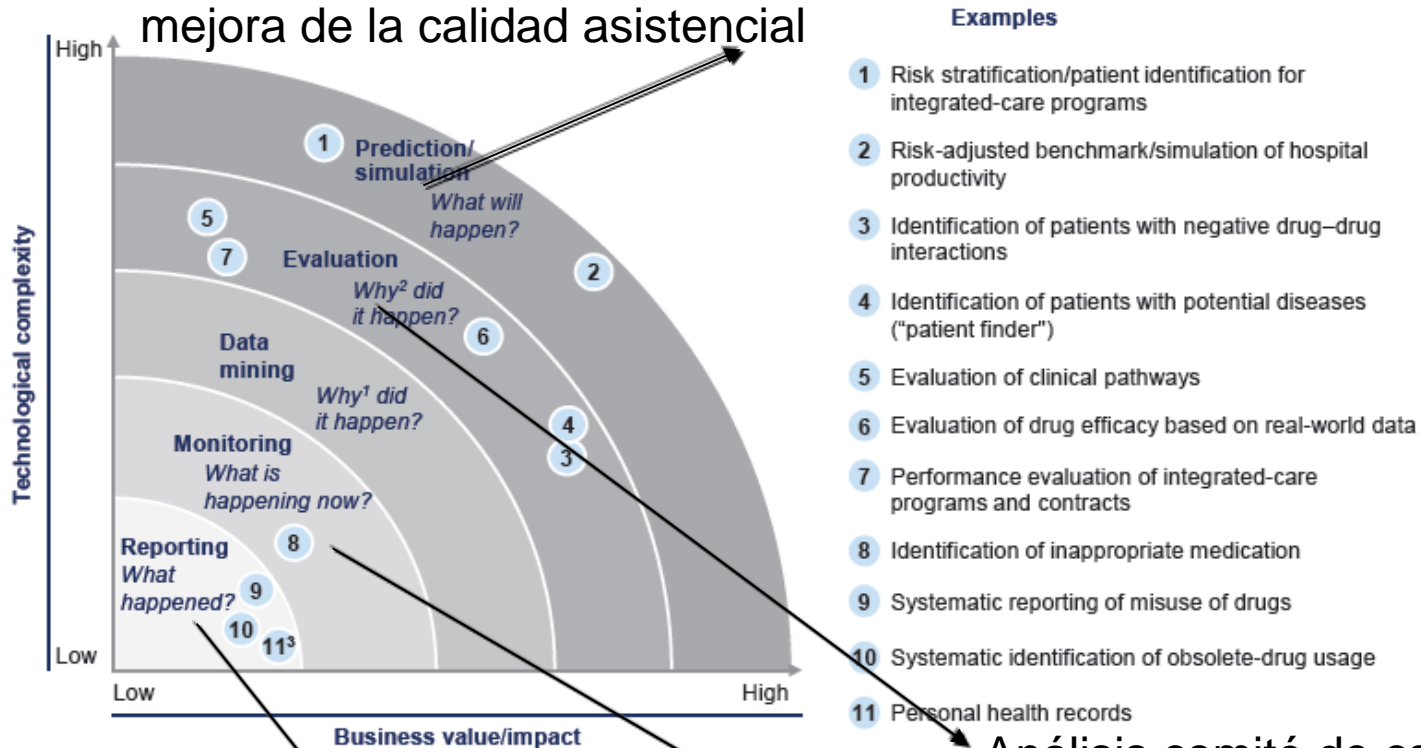 mejora de la calidad asistencial
High
Technological complexity
Low
Low
High
Business value/impact
1
Prediction/
simulation
What will
happen?
2
5
7
Evaluation
Why² did
it happen?
6
Data
mining
Why¹ did
it happen?
4
3
Monitoring
What is
happening now?
8
Reporting
What
happened?
9
10
11³
Examples
1 Risk stratification/patient identification for
integrated-care programs
2 Risk-adjusted benchmark/simulation of hospital
productivity
3 Identification of patients with negative drug–drug
interactions
4 Identification of patients with potential diseases
("patient finder")
5 Evaluation of clinical pathways
6 Evaluation of drug efficacy based on real-world data
7 Performance evaluation of integrated-care
programs and contracts
8 Identification of inappropriate medication
9 Systematic reporting of misuse of drugs
10 Systematic identification of obsolete-drug usage
11 Personal health records
Análisis comité de